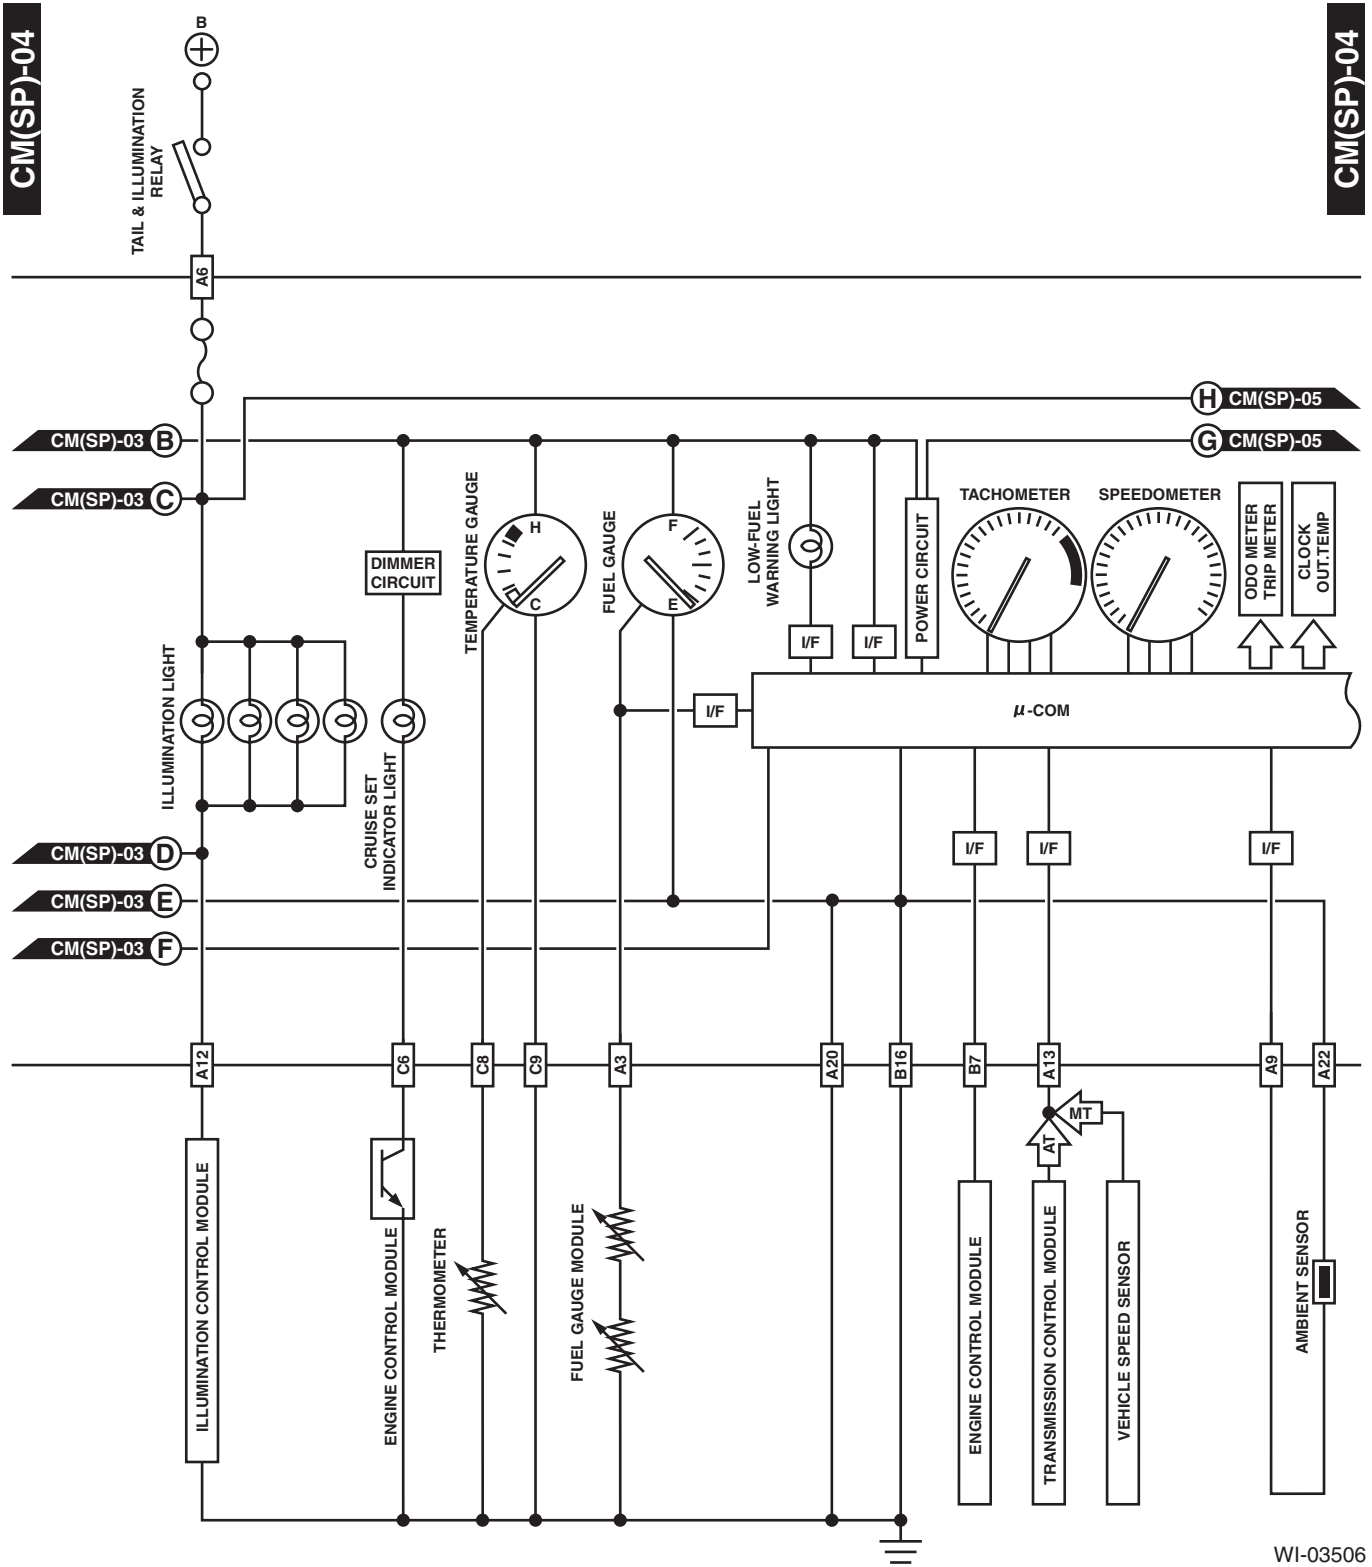 CM(SP)-04
CM(SP)-04
B
TAIL & ILLUMINATION
RELAY
A6
H CM(SP)-05
CM(SP)-03 B
G CM(SP)-05
CM(SP)-03 C
TEMPERATURE GAUGE
H
C
FUEL GAUGE
F
E
LOW-FUEL
WARNING LIGHT
POWER CIRCUIT
TACHOMETER
SPEEDOMETER
ODO METER
TRIP METER
CLOCK
OUT.TEMP
DIMMER
CIRCUIT
I/F
I/F
ILLUMINATION LIGHT
CRUISE SET
INDICATOR LIGHT
I/F
μ-COM
I/F
I/F
I/F
CM(SP)-03 D
CM(SP)-03 E
CM(SP)-03 F
A12
C6
C8
C9
A3
A20
B16
B7
A13
A9
A22
MT
AT
ILLUMINATION CONTROL MODULE
ENGINE CONTROL MODULE
THERMOMETER
FUEL GAUGE MODULE
ENGINE CONTROL MODULE
TRANSMISSION CONTROL MODULE
VEHICLE SPEED SENSOR
AMBIENT SENSOR
WI-03506